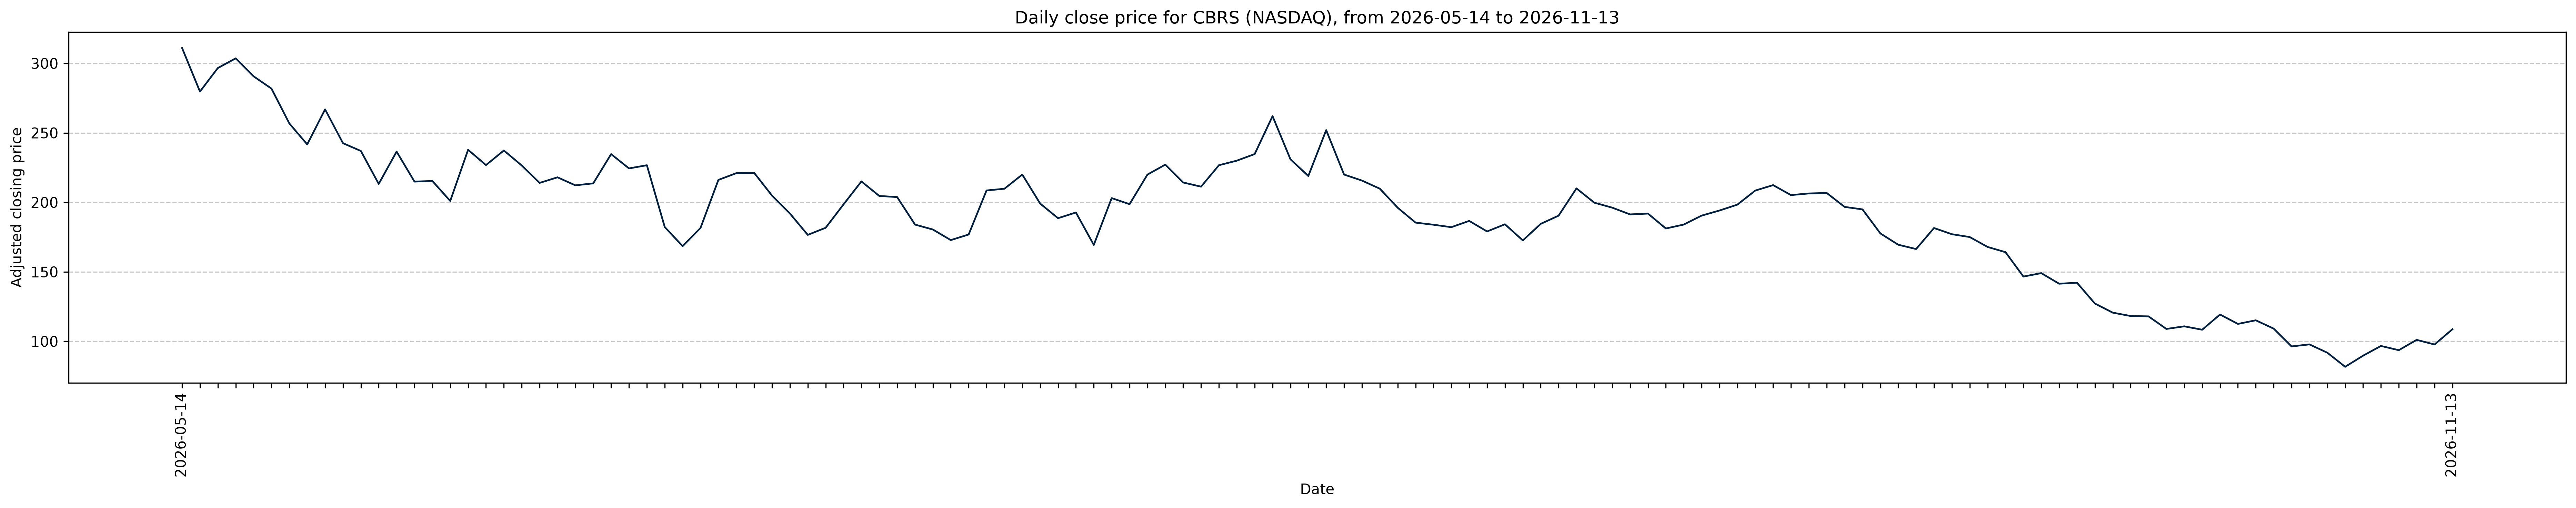 Daily close price for CBRS (NASDAQ), from 2026-05-14 to 2026-11-13
Adjusted closing price
300
250
200
150
100
2026-05-14
2026-11-13
Date